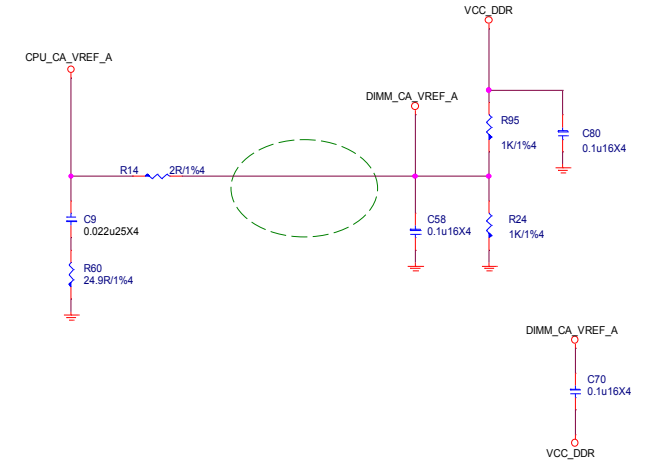 VCC_DDR
CPU_CA_VREF_A
DIMM_CA_VREF_A
R95
1K/1%4
C80
0.1u16X4
R14
2R/1%4
C9
0.022u25X4
C58
0.1u16X4
R24
1K/1%4
R60
24.9R/1%4
DIMM_CA_VREF_A
C70
0.1u16X4
VCC_DDR